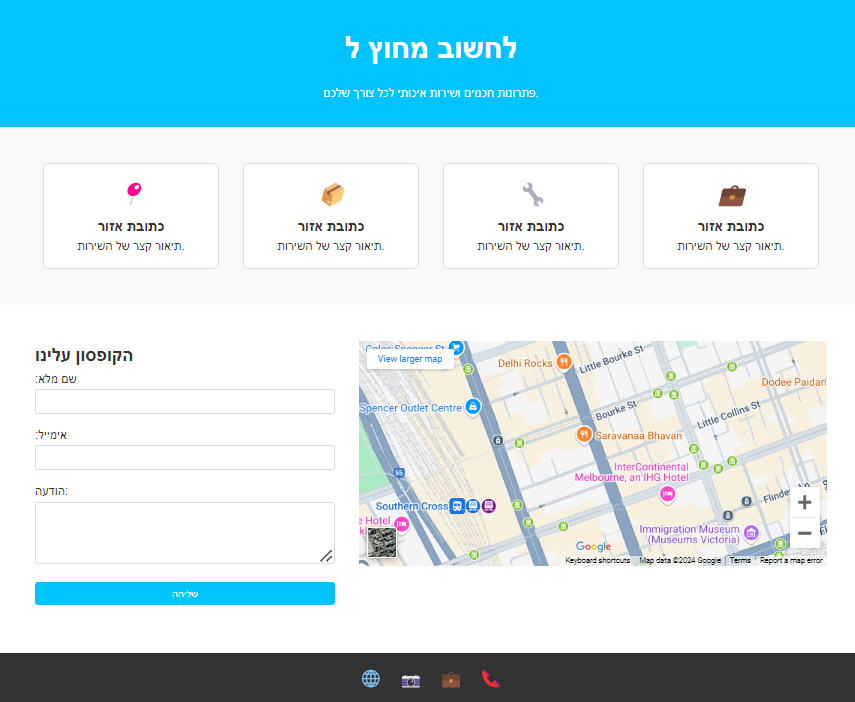 לחשוב מחוץ ל
פתרונות חכמים ושירות איכותי לכל צורך שלכם.
כתובת אזור
תיאור קצר של השירות.
כתובת אזור
תיאור קצר של השירות.
כתובת אזור
תיאור קצר של השירות.
כתובת אזור
תיאור קצר של השירות.
הקופסון עלינו
שם מלא:
אימייל:
הודעה:
שליחה
View larger map
Delhi Rocks
Little Bourke St
Dodee Paidan
Spencer Outlet Centre
Bourke St
Little Collins St
Saravanaa Bhavan
InterContinental
Melbourne, an IHG Hotel
55
Southern Cross
e Hotel
Immigration Museum
(Museums Victoria)
Google
Keyboard shortcuts
Map data ©2024 Google
Terms
Report a map error